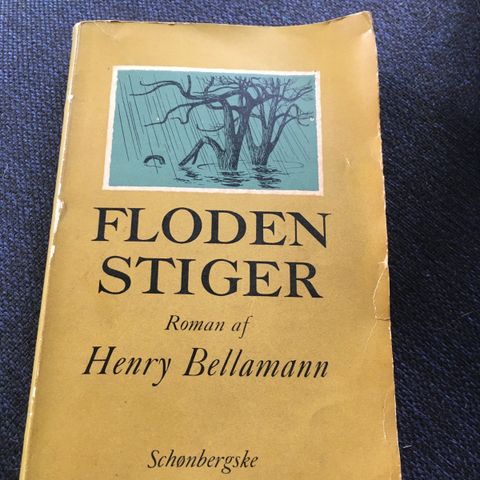 FLODEN
STIGER
Roman af
Henry Bellamann
Schønbergske